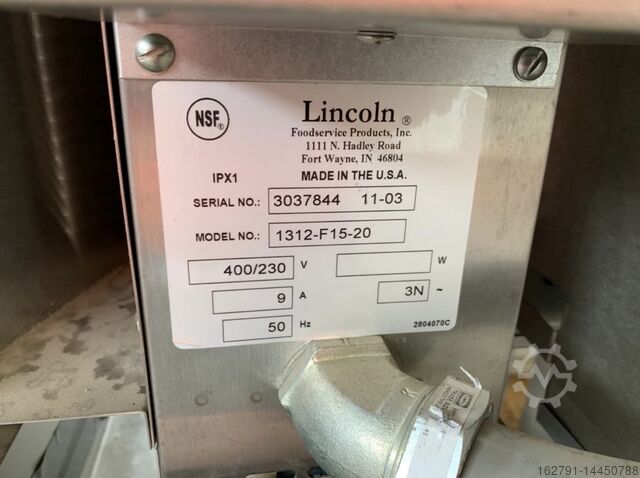 NSF®
Lincoln®
Foodservice Products, Inc.
1111 N. Hadley Road
Fort Wayne, IN 46804
IPX1 MADE IN THE U.S.A.
SERIAL NO.: 3037844 11-03
MODEL NO.: 1312-F15-20
400/230 V W
9 A 3N ~
50 Hz 2804070C
162791-14450788